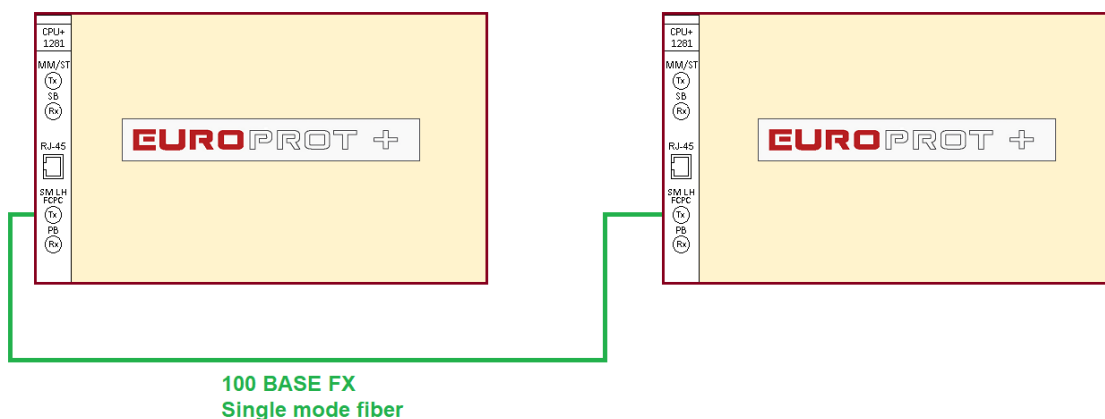 CPU+
1281
MM/ST
Tx
SB
Rx
RJ-45
SM LH
FCPC
Tx
PB
Rx
EUROPROT +
CPU+
1281
MM/ST
Tx
SB
Rx
RJ-45
SM LH
FCPC
Tx
PB
Rx
EUROPROT +
100 BASE FX
Single mode fiber